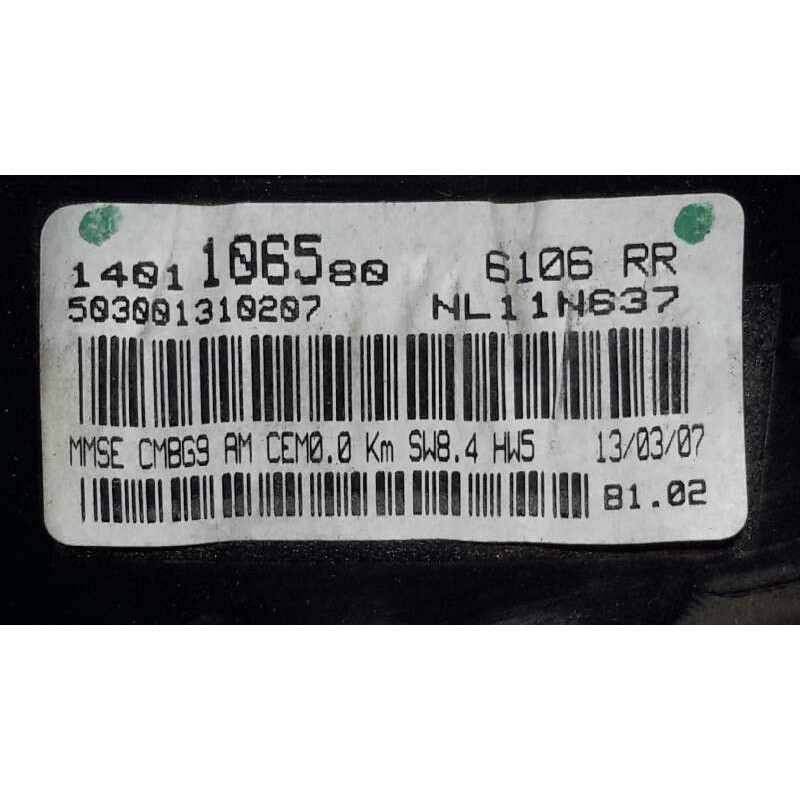 1401106580 6106 RR
503001310207 NL11N637
MMSE CMBG9 AM CEM0.0 Km SW8.4 HW5 13/03/07
81.02